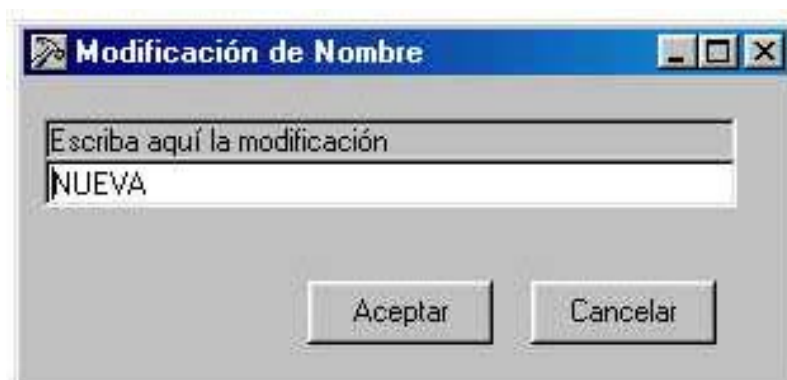 Modificación de Nombre
Escriba aquí la modificación
NUEVA
Aceptar Cancelar